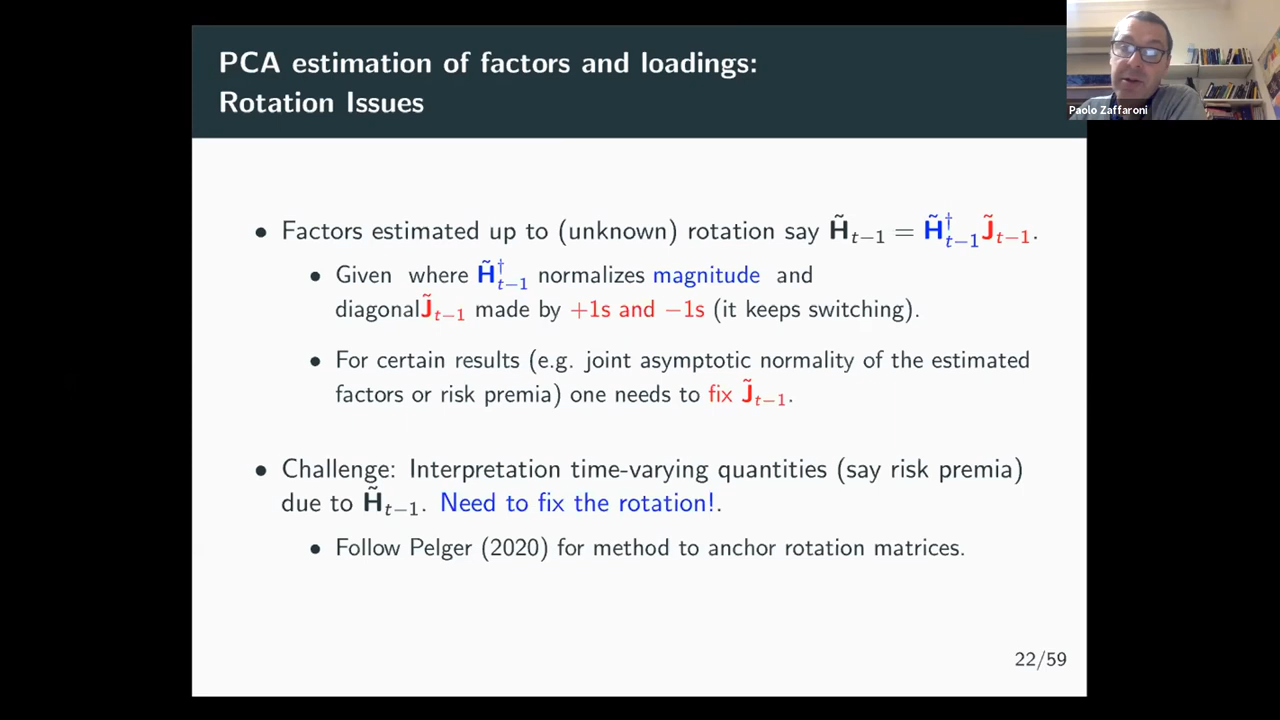 PCA estimation of factors and loadings:
Rotation Issues
Paolo Zaffaroni
• Factors estimated up to (unknown) rotation say H̃ₜ₋₁ = H̃†ₜ₋₁J̃ₜ₋₁.
• Given where H̃†ₜ₋₁ normalizes magnitude and
diagonalJ̃ₜ₋₁ made by +1s and −1s (it keeps switching).
• For certain results (e.g. joint asymptotic normality of the estimated
factors or risk premia) one needs to fix J̃ₜ₋₁.
• Challenge: Interpretation time-varying quantities (say risk premia)
due to H̃ₜ₋₁. Need to fix the rotation!.
• Follow Pelger (2020) for method to anchor rotation matrices.
22/59